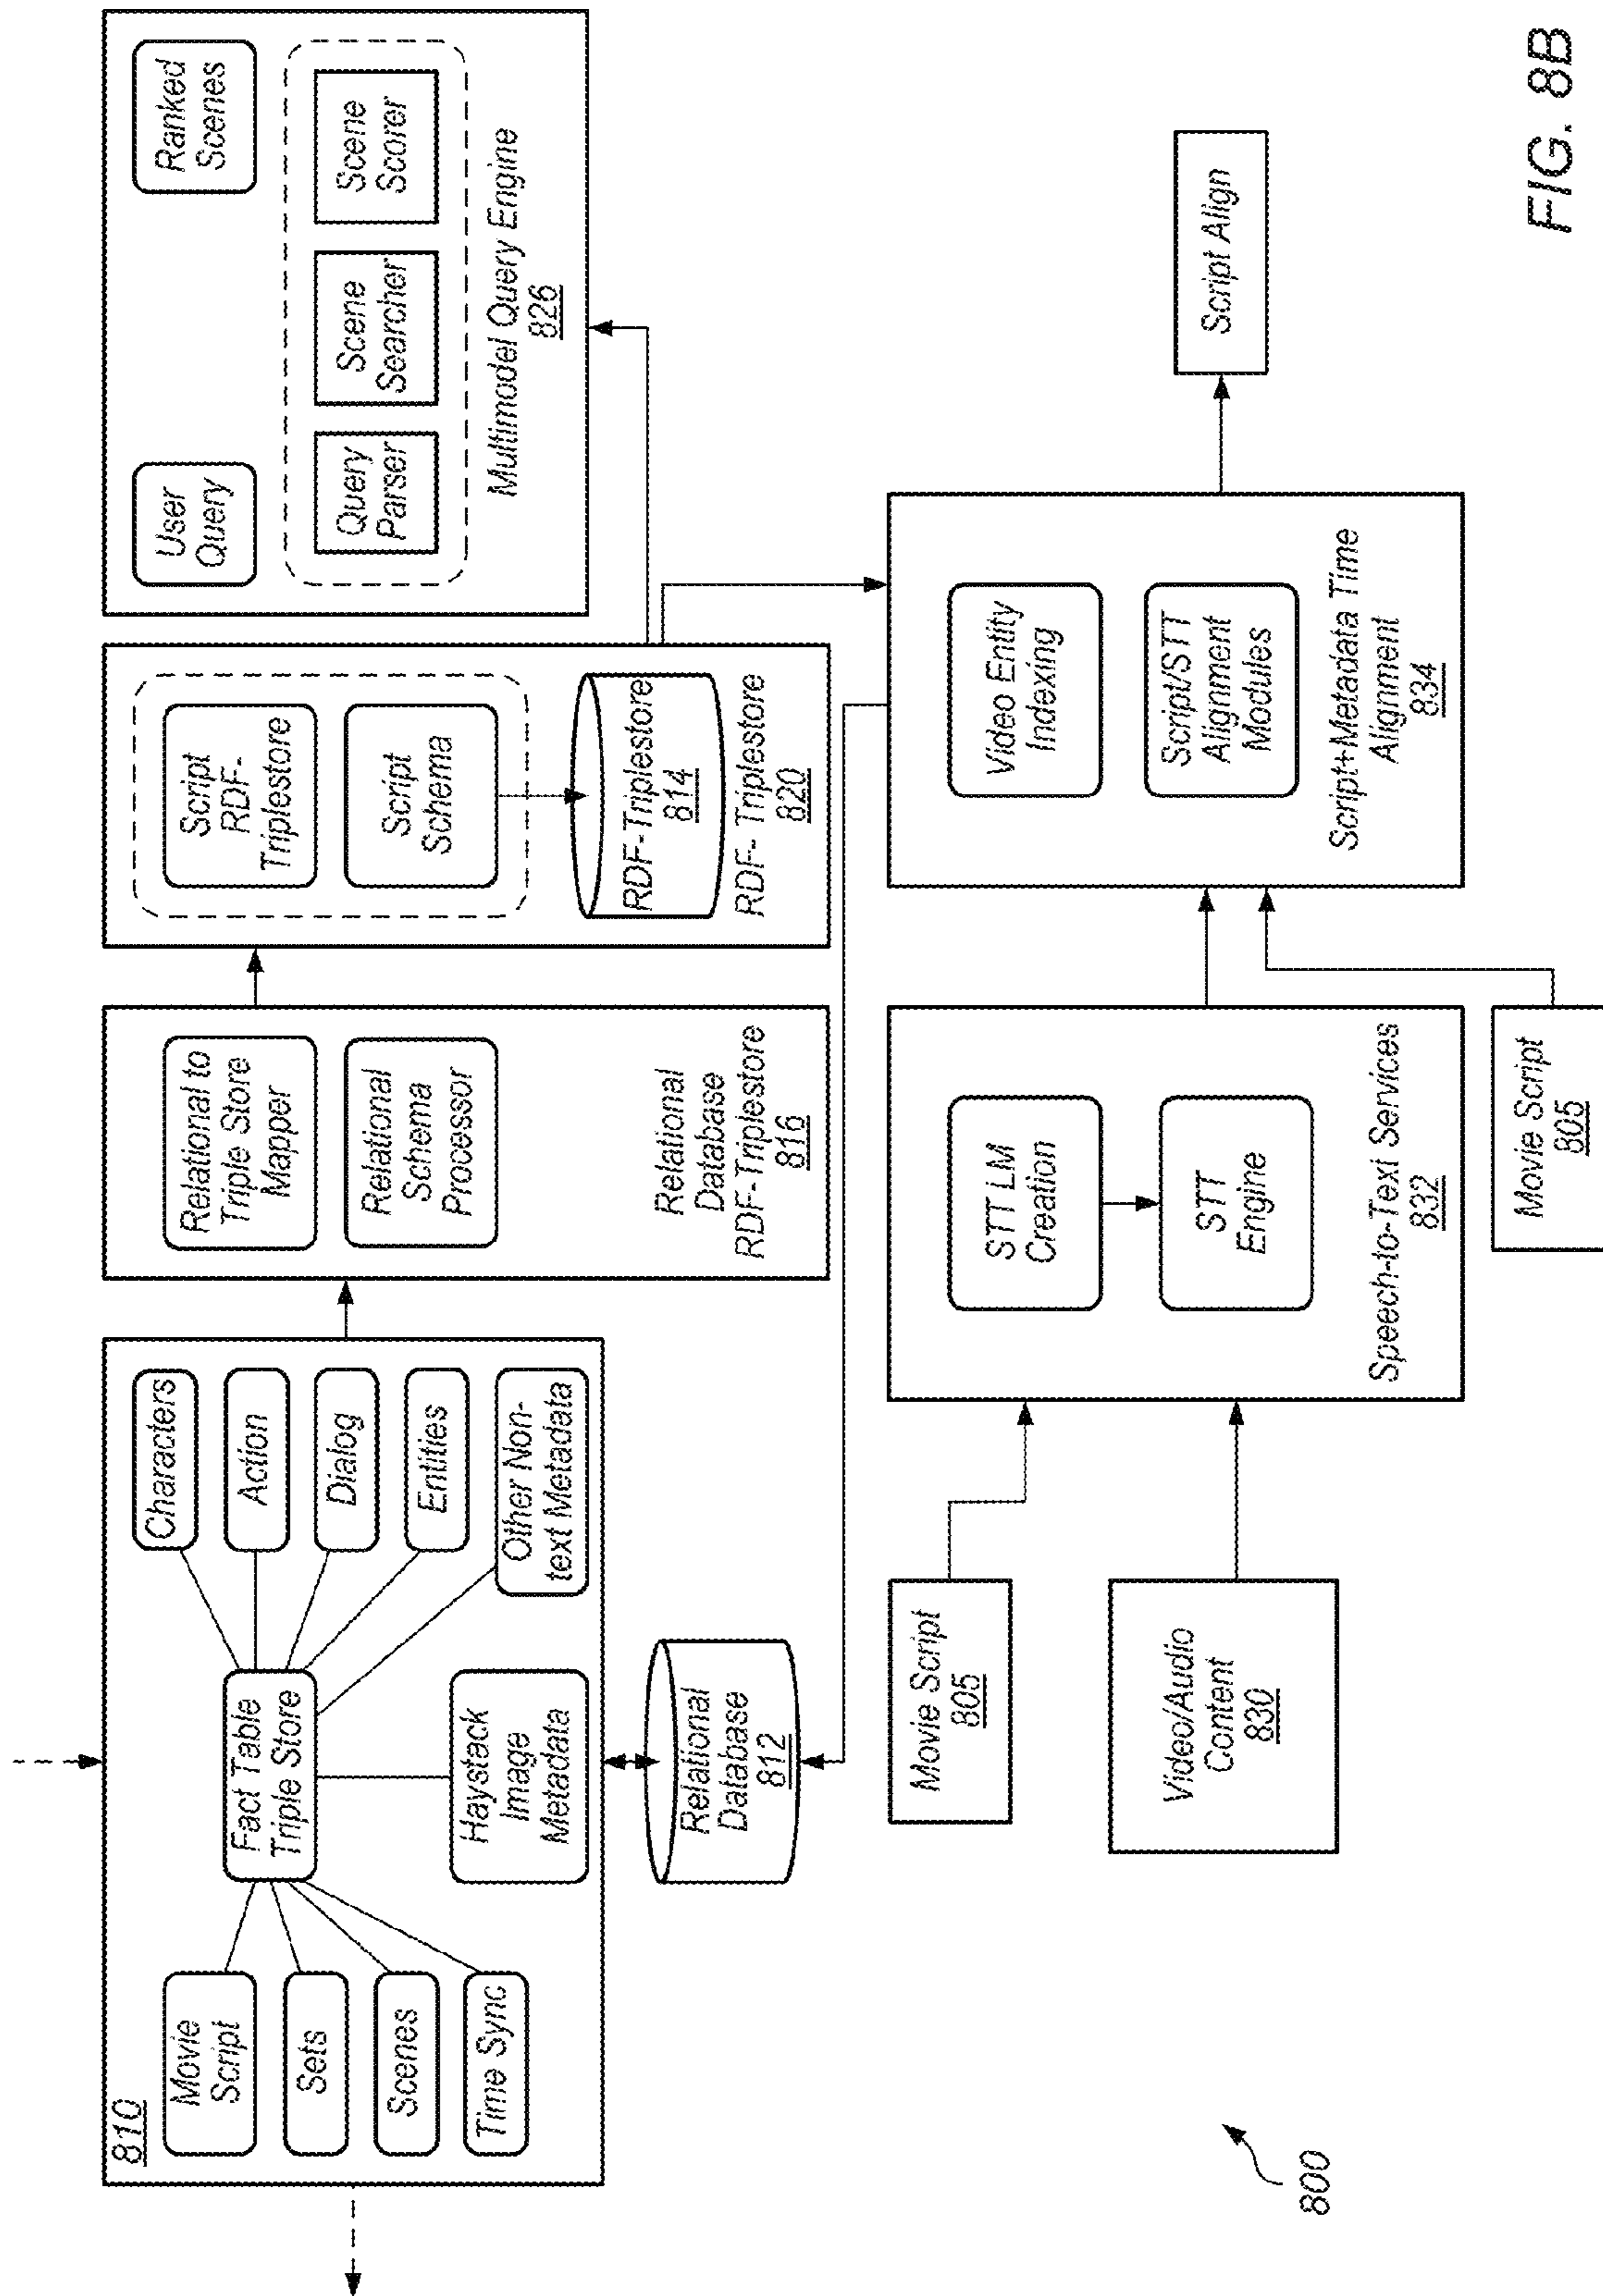 810
Movie
Script
Sets
Scenes
Time Sync
Fact Table
Triple Store
Haystack
Image
Metadata
Characters
Action
Dialog
Entities
Other Non-
text Metadata
Relational
Database
812
Relational to
Triple Store
Mapper
Relational
Schema
Processor
Relational
Database
RDF-Triplestore
816
Script
RDF-
Triplestore
Script
Schema
RDF-Triplestore
814
RDF- Triplestore
820
User
Query
Ranked
Scenes
Query
Parser
Scene
Searcher
Scene
Scorer
Multimodel Query Engine
826
Movie Script
805
Video/Audio
Content
830
STT LM
Creation
STT
Engine
Speech-to-Text Services
832
Movie Script
805
Video Entity
Indexing
Script/STT
Alignment
Modules
Script+Metadata Time
Alignment
834
Script Align
800
FIG. 8B